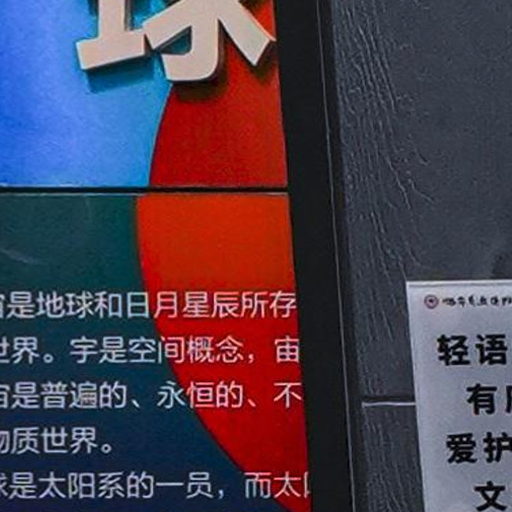 球
宙是地球和日月星辰所存
世界。宇是空间概念，宙
宙是普遍的、永恒的、不
物质世界。
球是太阳系的一员，而太
轻语
有
爱护
文